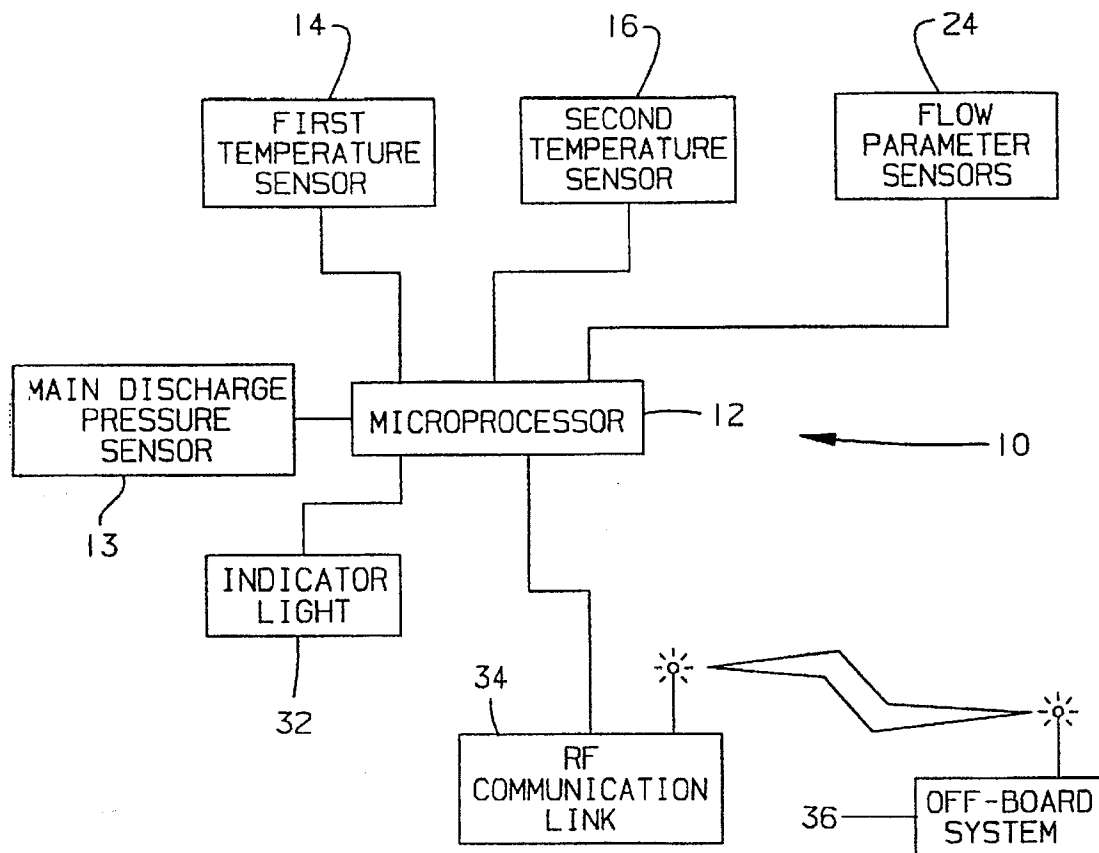 14
16
24
FIRST
TEMPERATURE
SENSOR
SECOND
TEMPERATURE
SENSOR
FLOW
PARAMETER
SENSORS
MAIN DISCHARGE
PRESSURE
SENSOR
MICROPROCESSOR
12
10
13
INDICATOR
LIGHT
32
34
RF
COMMUNICATION
LINK
36
OFF-BOARD
SYSTEM